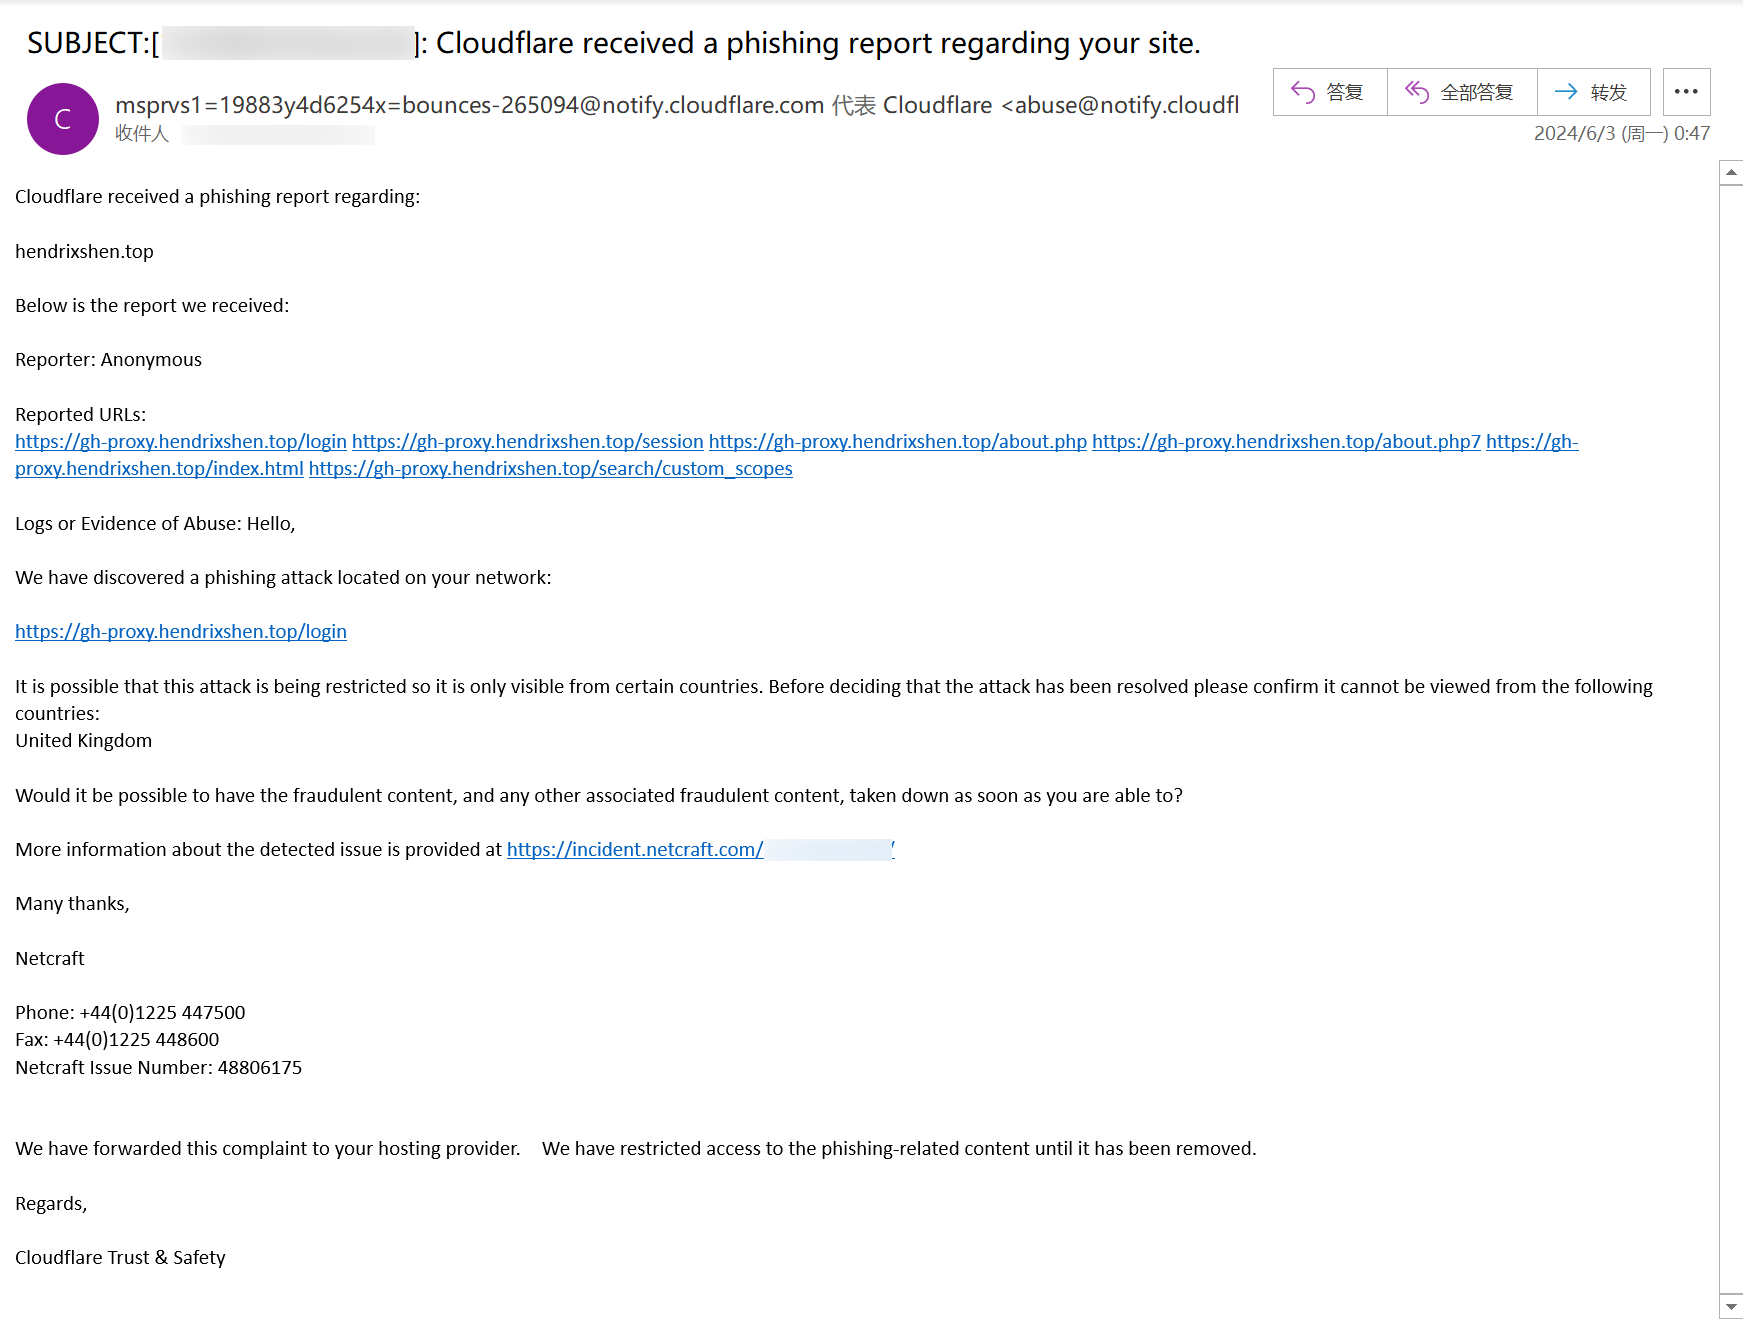 SUBJECT:[ ]: Cloudflare received a phishing report regarding your site.
C
msprvs1=19883y4d6254x=bounces-265094@notify.cloudflare.com 代表 Cloudflare <abuse@notify.cloudfl
答复
全部答复
转发
收件人
2024/6/3 (周一) 0:47
Cloudflare received a phishing report regarding:
hendrixshen.top
Below is the report we received:
Reporter: Anonymous
Reported URLs:
https://gh-proxy.hendrixshen.top/login https://gh-proxy.hendrixshen.top/session https://gh-proxy.hendrixshen.top/about.php https://gh-proxy.hendrixshen.top/about.php7 https://gh-
proxy.hendrixshen.top/index.html https://gh-proxy.hendrixshen.top/search/custom_scopes
Logs or Evidence of Abuse: Hello,
We have discovered a phishing attack located on your network:
https://gh-proxy.hendrixshen.top/login
It is possible that this attack is being restricted so it is only visible from certain countries. Before deciding that the attack has been resolved please confirm it cannot be viewed from the following
countries:
United Kingdom
Would it be possible to have the fraudulent content, and any other associated fraudulent content, taken down as soon as you are able to?
More information about the detected issue is provided at https://incident.netcraft.com/ /
Many thanks,
Netcraft
Phone: +44(0)1225 447500
Fax: +44(0)1225 448600
Netcraft Issue Number: 48806175
We have forwarded this complaint to your hosting provider. We have restricted access to the phishing-related content until it has been removed.
Regards,
Cloudflare Trust & Safety